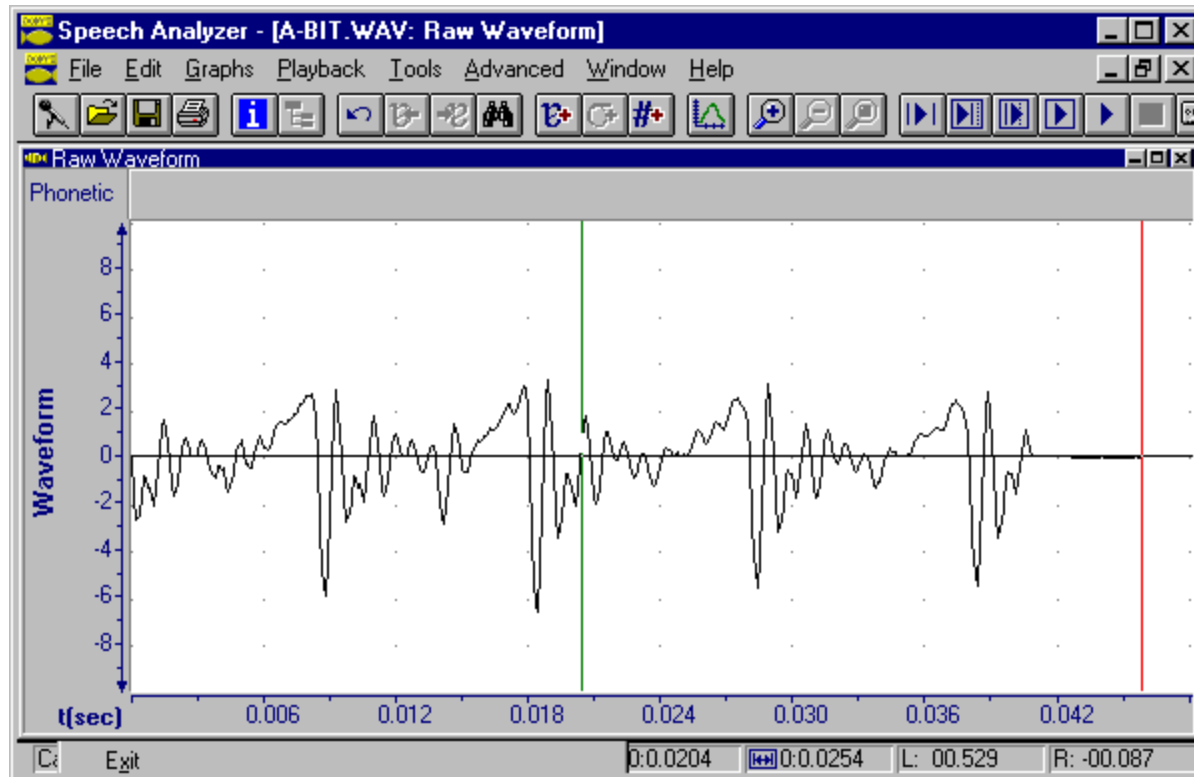 Speech Analyzer - [A-BIT.WAV: Raw Waveform]
File Edit Graphs Playback Tools Advanced Window Help
Raw Waveform
Phonetic
8
6
4
2
0
-2
-4
-6
-8
Waveform
t(sec) 0.006 0.012 0.018 0.024 0.030 0.036 0.042
Exit 0:0.0204 0:0.0254 L: 00.529 R: -00.087